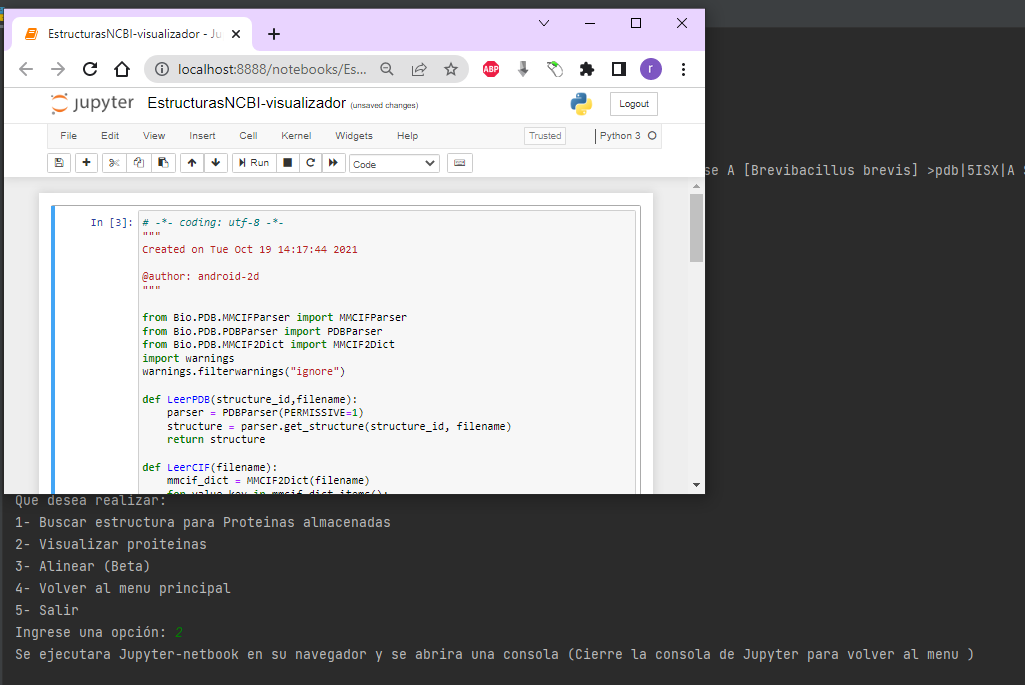 EstructurasNCBI-visualizador - Ju
localhost:8888/notebooks/Es...
ABP
r
jupyter EstructurasNCBI-visualizador (unsaved changes)
Logout
File Edit View Insert Cell Kernel Widgets Help
Trusted
Python 3
Run
Code
In [3]:
# -*- coding: utf-8 -*-
"""
Created on Tue Oct 19 14:17:44 2021
@author: android-2d
"""
from Bio.PDB.MMCIFParser import MMCIFParser
from Bio.PDB.PDBParser import PDBParser
from Bio.PDB.MMCIF2Dict import MMCIF2Dict
import warnings
warnings.filterwarnings("ignore")
def LeerPDB(structure_id,filename):
parser = PDBParser(PERMISSIVE=1)
structure = parser.get_structure(structure_id, filename)
return structure
def LeerCIF(filename):
mmcif_dict = MMCIF2Dict(filename)
for value,key in mmcif_dict.items():
se A [Brevibacillus brevis] >pdb|5ISX|A
Que desea realizar:
1- Buscar estructura para Proteinas almacenadas
2- Visualizar proiteinas
3- Alinear (Beta)
4- Volver al menu principal
5- Salir
Ingrese una opción: 2
Se ejecutara Jupyter-netbook en su navegador y se abrira una consola (Cierre la consola de Jupyter para volver al menu )